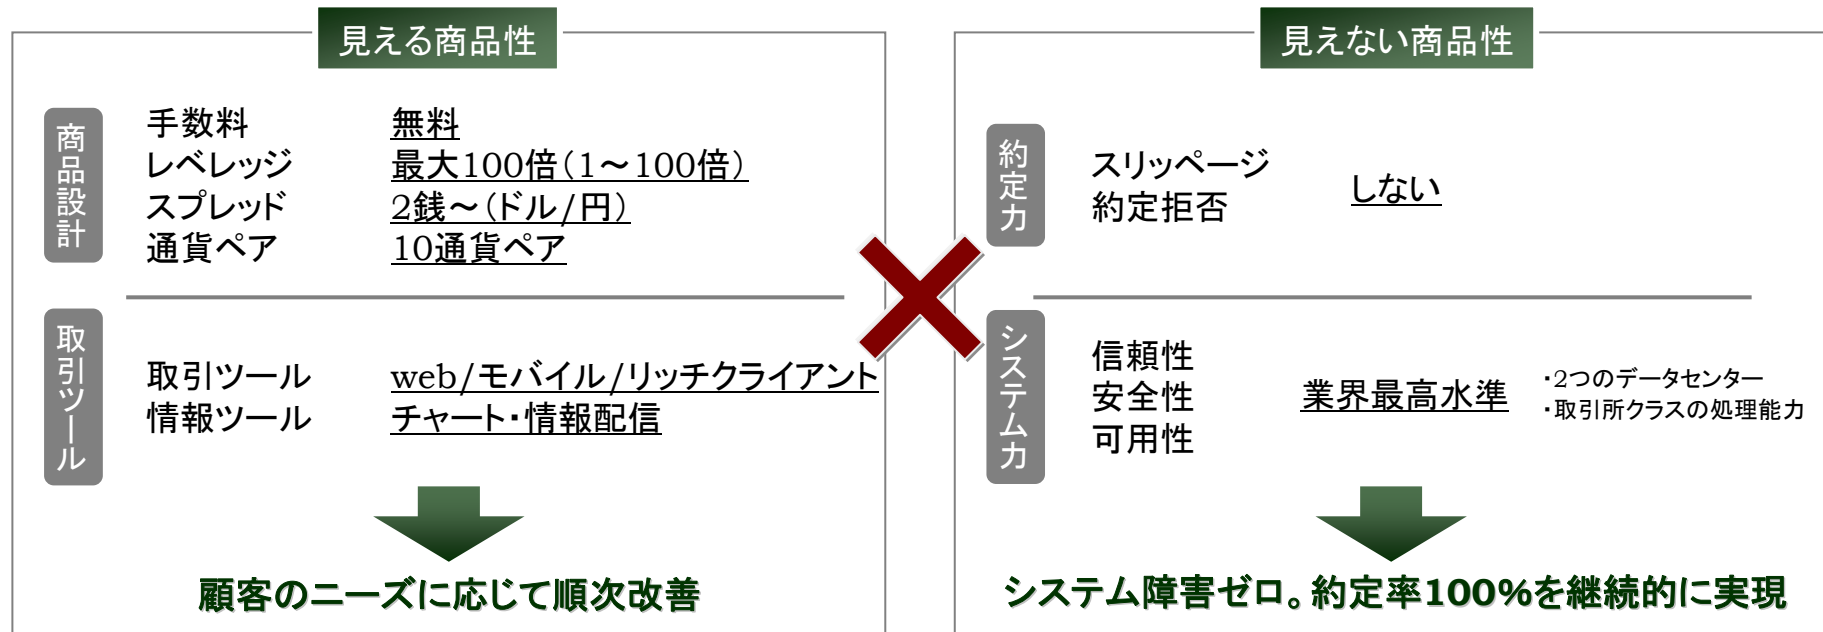 見える商品性
商品設計
手数料 無料
レベレッジ 最大100倍(1～100倍)
スプレッド 2銭～(ドル/円)
通貨ペア 10通貨ペア
取引ツール
取引ツール web/モバイル/リッチクライアント
情報ツール チャート・情報配信
顧客のニーズに応じて順次改善
見えない商品性
約定力
スリッページ
約定拒否
しない
システム力
信頼性
安全性
可用性
業界最高水準
・2つのデータセンター
・取引所クラスの処理能力
システム障害ゼロ。約定率100%を継続的に実現